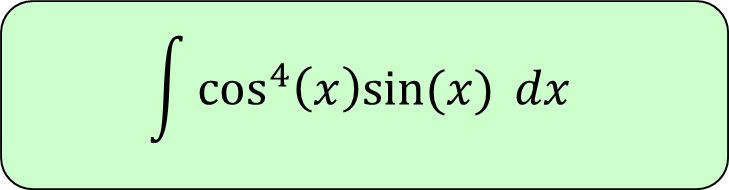 ∫ cos⁴(x)sin(x) dx